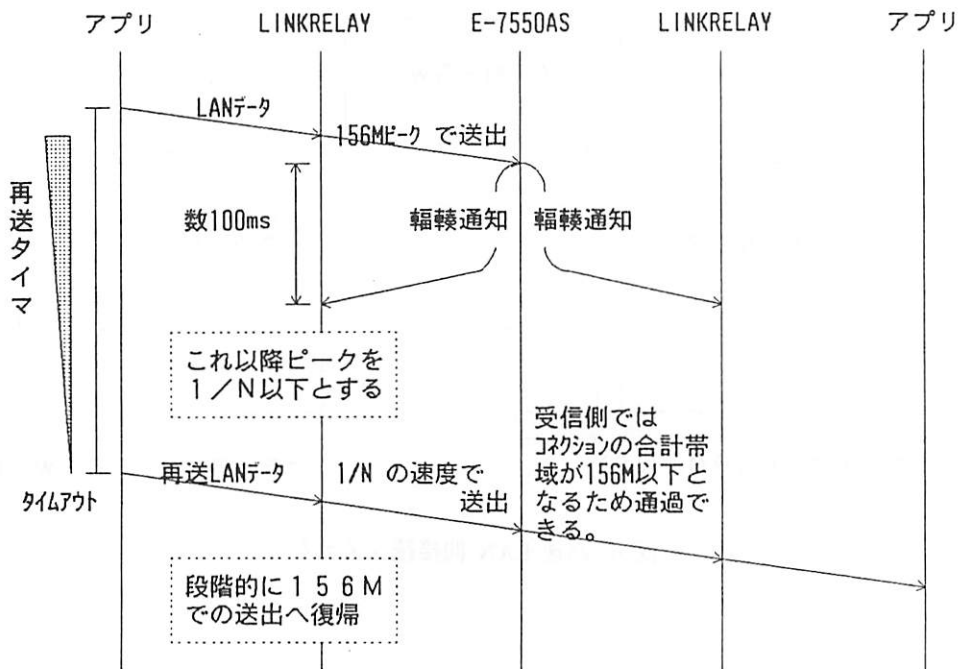 アプリ LINKRELAY E-7550AS LINKRELAY アプリ
LANデータ
156Mピーク で送出
再送タイマ
数100ms
輻輳通知 輻輳通知
これ以降ピークを
1/N以下とする
受信側では
コネクションの合計帯
域が156M以下と
なるため通過で
きる。
再送LANデータ
1/N の速度で
送出
タイムアウト
段階的に156M
での送出へ復帰